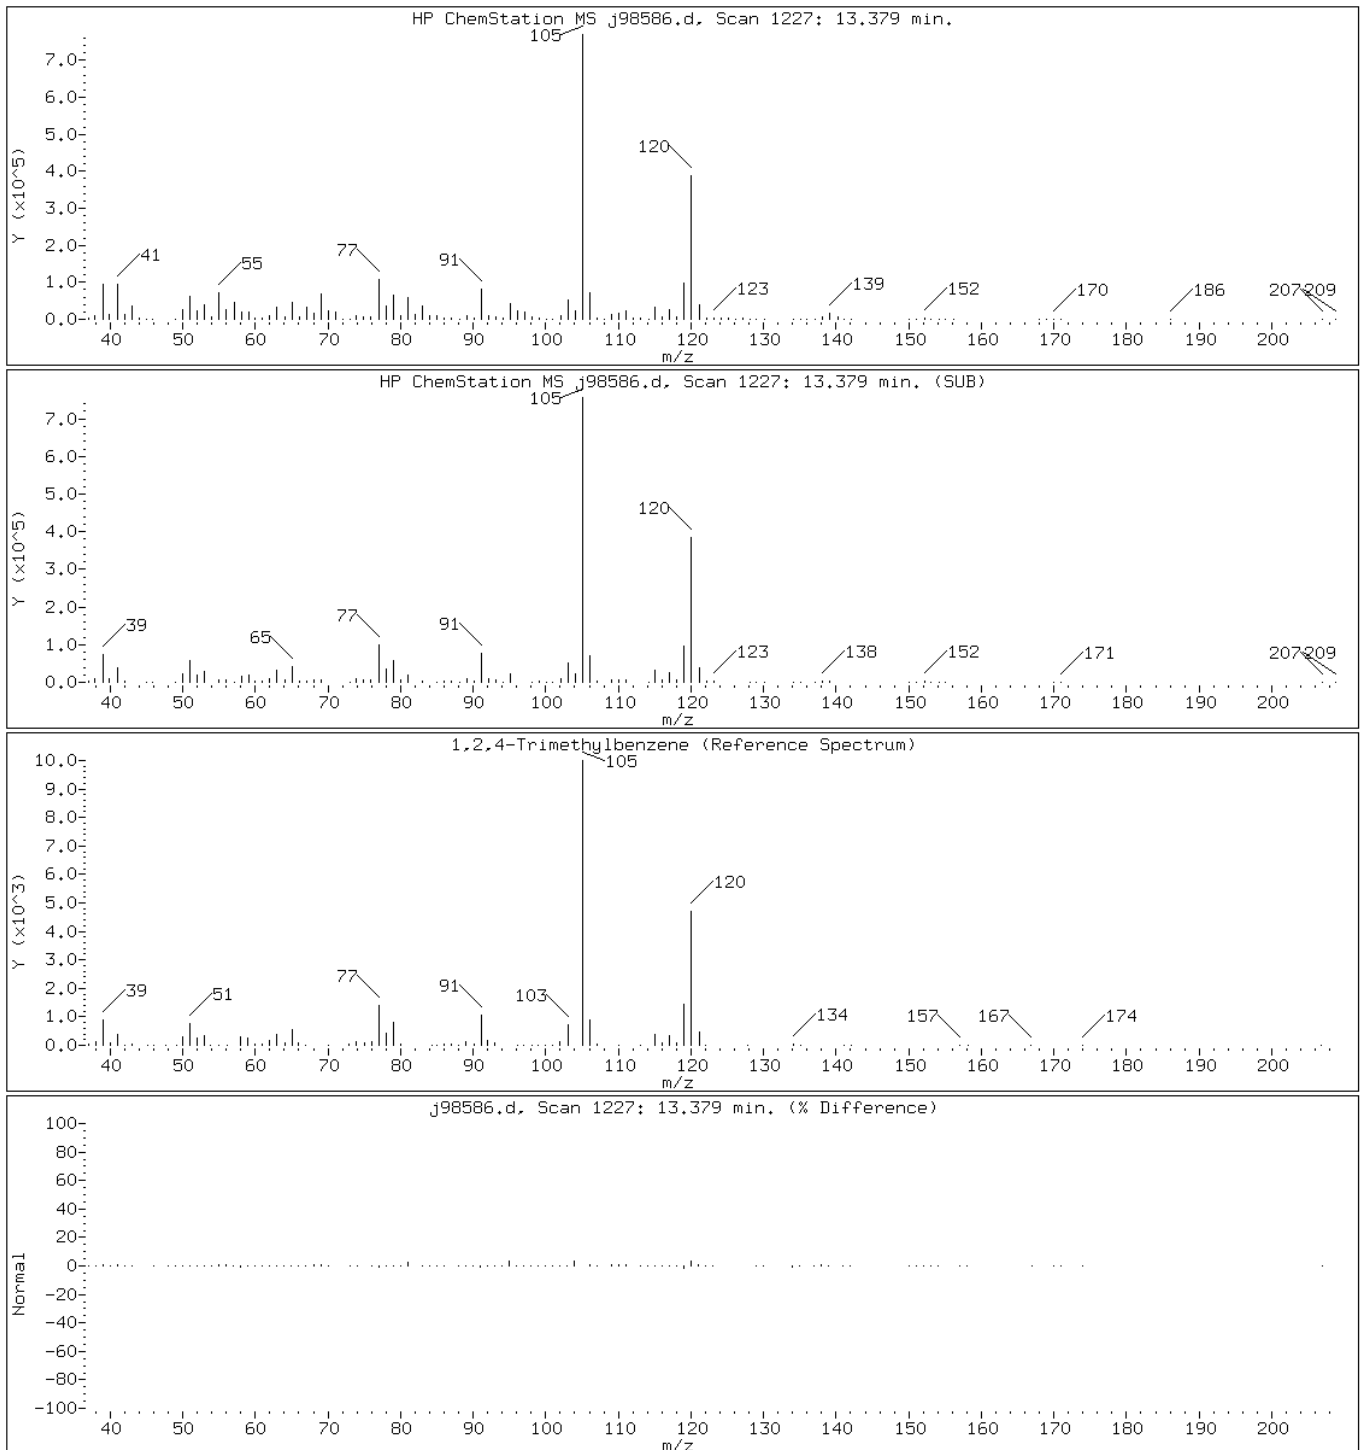 HP ChemStation MS j98586.d, Scan 1227: 13.379 min.
105
7.0
6.0
5.0
120
4.0
Y (x10^5)
3.0
2.0
41 55 77 91
1.0
123 139 152 170 186 207 209
0.0
40 50 60 70 80 90 100 110 120 130 140 150 160 170 180 190 200
m/z
HP ChemStation MS j98586.d, Scan 1227: 13.379 min. (SUB)
105
7.0
6.0
5.0
120
4.0
Y (x10^5)
3.0
2.0
39 65 77 91
1.0
123 138 152 171 207 209
0.0
40 50 60 70 80 90 100 110 120 130 140 150 160 170 180 190 200
m/z
1,2,4-Trimethylbenzene (Reference Spectrum)
10.0
105
9.0
8.0
7.0
6.0
120
5.0
Y (x10^3)
4.0
3.0
77
2.0
39 51 91 103
1.0
134 157 167 174
0.0
40 50 60 70 80 90 100 110 120 130 140 150 160 170 180 190 200
m/z
j98586.d, Scan 1227: 13.379 min. (% Difference)
100
80
60
40
20
0
Normal
-20
-40
-60
-80
-100
40 50 60 70 80 90 100 110 120 130 140 150 160 170 180 190 200
m/z